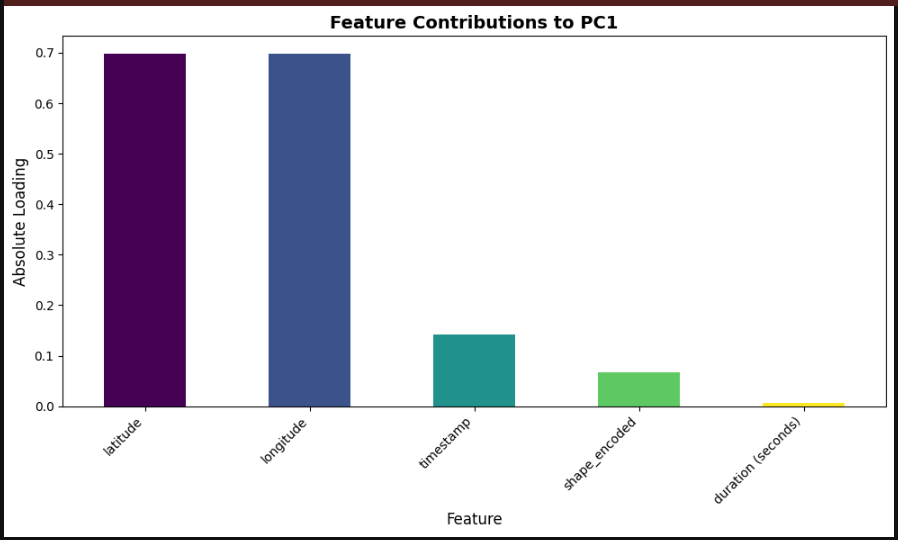 Feature Contributions to PC1
Absolute Loading
0.7
0.6
0.5
0.4
0.3
0.2
0.1
0.0
latitude
longitude
timestamp
shape_encoded
duration (seconds)
Feature